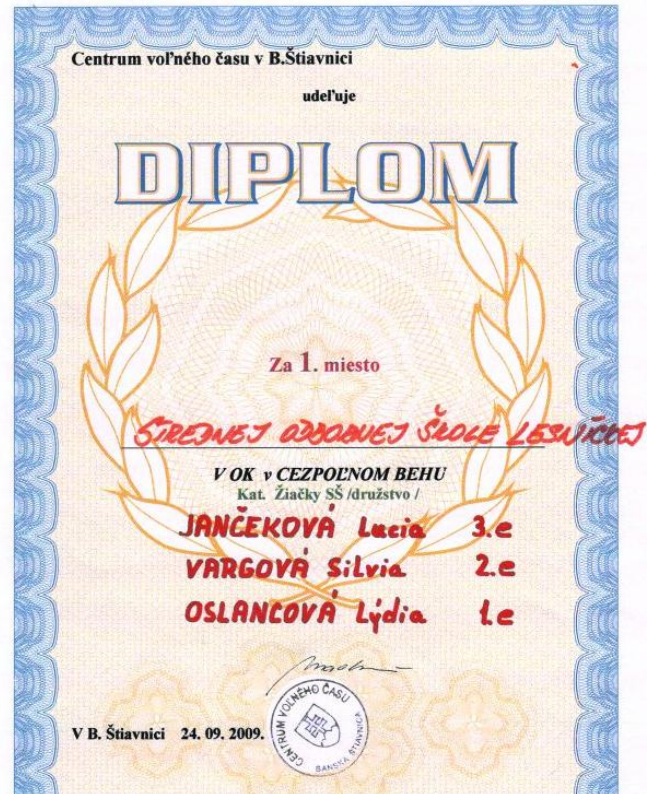 Centrum voľného času v B.Štiavnici
udeľuje
DIPLOM
Za 1. miesto
STREDNEJ ODBORNEJ ŠKOLE LESNÍCKEJ
V OK v CEZPOĽNOM BEHU
Kat. Žiačky SŠ /družstvo /
JANČEKOVÁ Lucia 3.e
VARGOVÁ Silvia 2.e
OSLANCOVÁ Lýdia 1.e
CENTRUM VOĽNÉHO ČASU
BANSKÁ ŠTIAVNICA
V B. Štiavnici 24. 09. 2009.